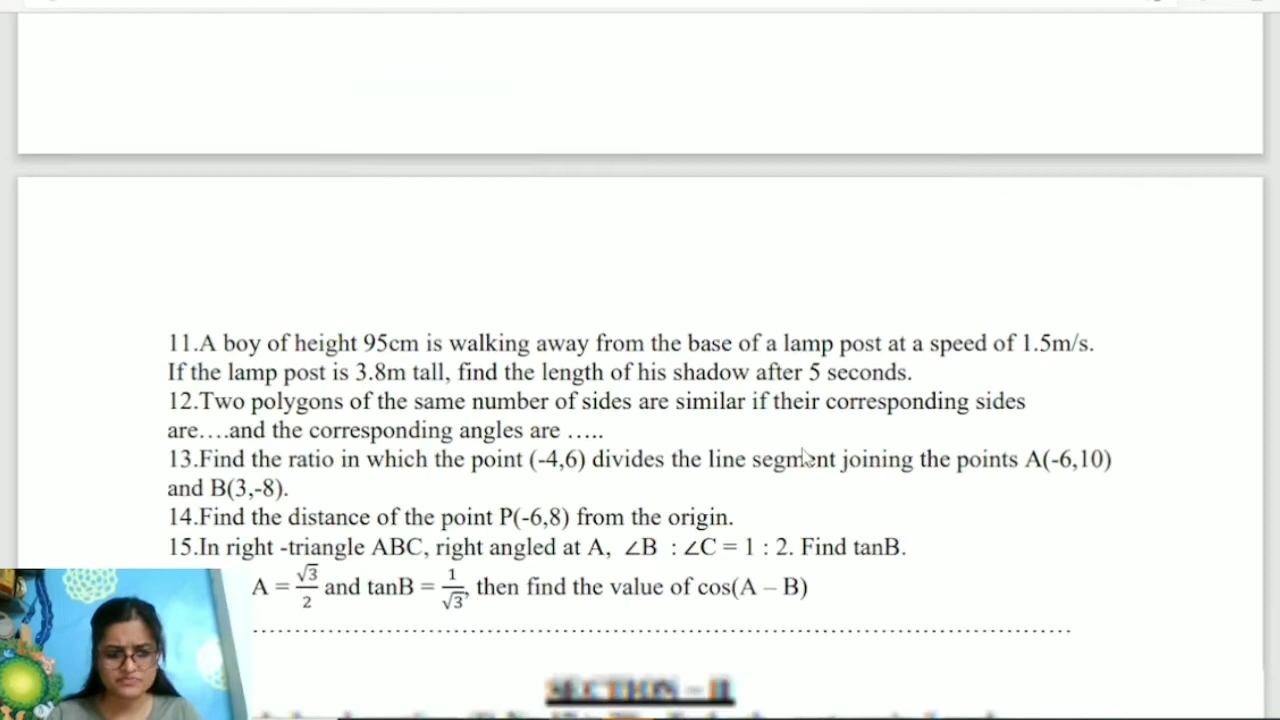 11.A boy of height 95cm is walking away from the base of a lamp post at a speed of 1.5m/s.
If the lamp post is 3.8m tall, find the length of his shadow after 5 seconds.
12.Two polygons of the same number of sides are similar if their corresponding sides
are….and the corresponding angles are …..
13.Find the ratio in which the point (-4,6) divides the line segment joining the points A(-6,10)
and B(3,-8).
14.Find the distance of the point P(-6,8) from the origin.
15.In right -triangle ABC, right angled at A, ∠B : ∠C = 1 : 2. Find tanB.
A = √3/2 and tanB = 1/√3, then find the value of cos(A – B)
SECTION – II